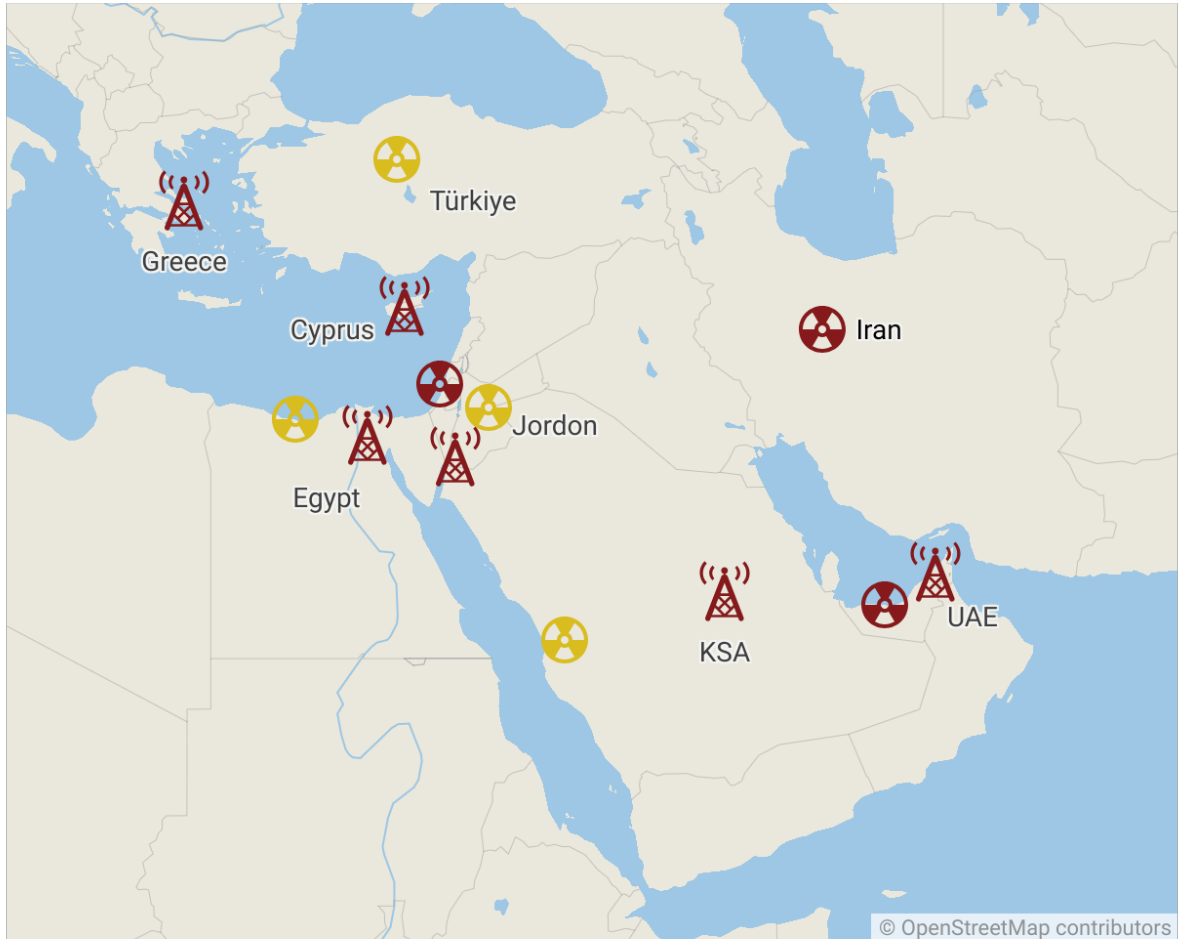 Türkiye
Greece
Cyprus
Iran
Jordon
Egypt
UAE
KSA
© OpenStreetMap contributors